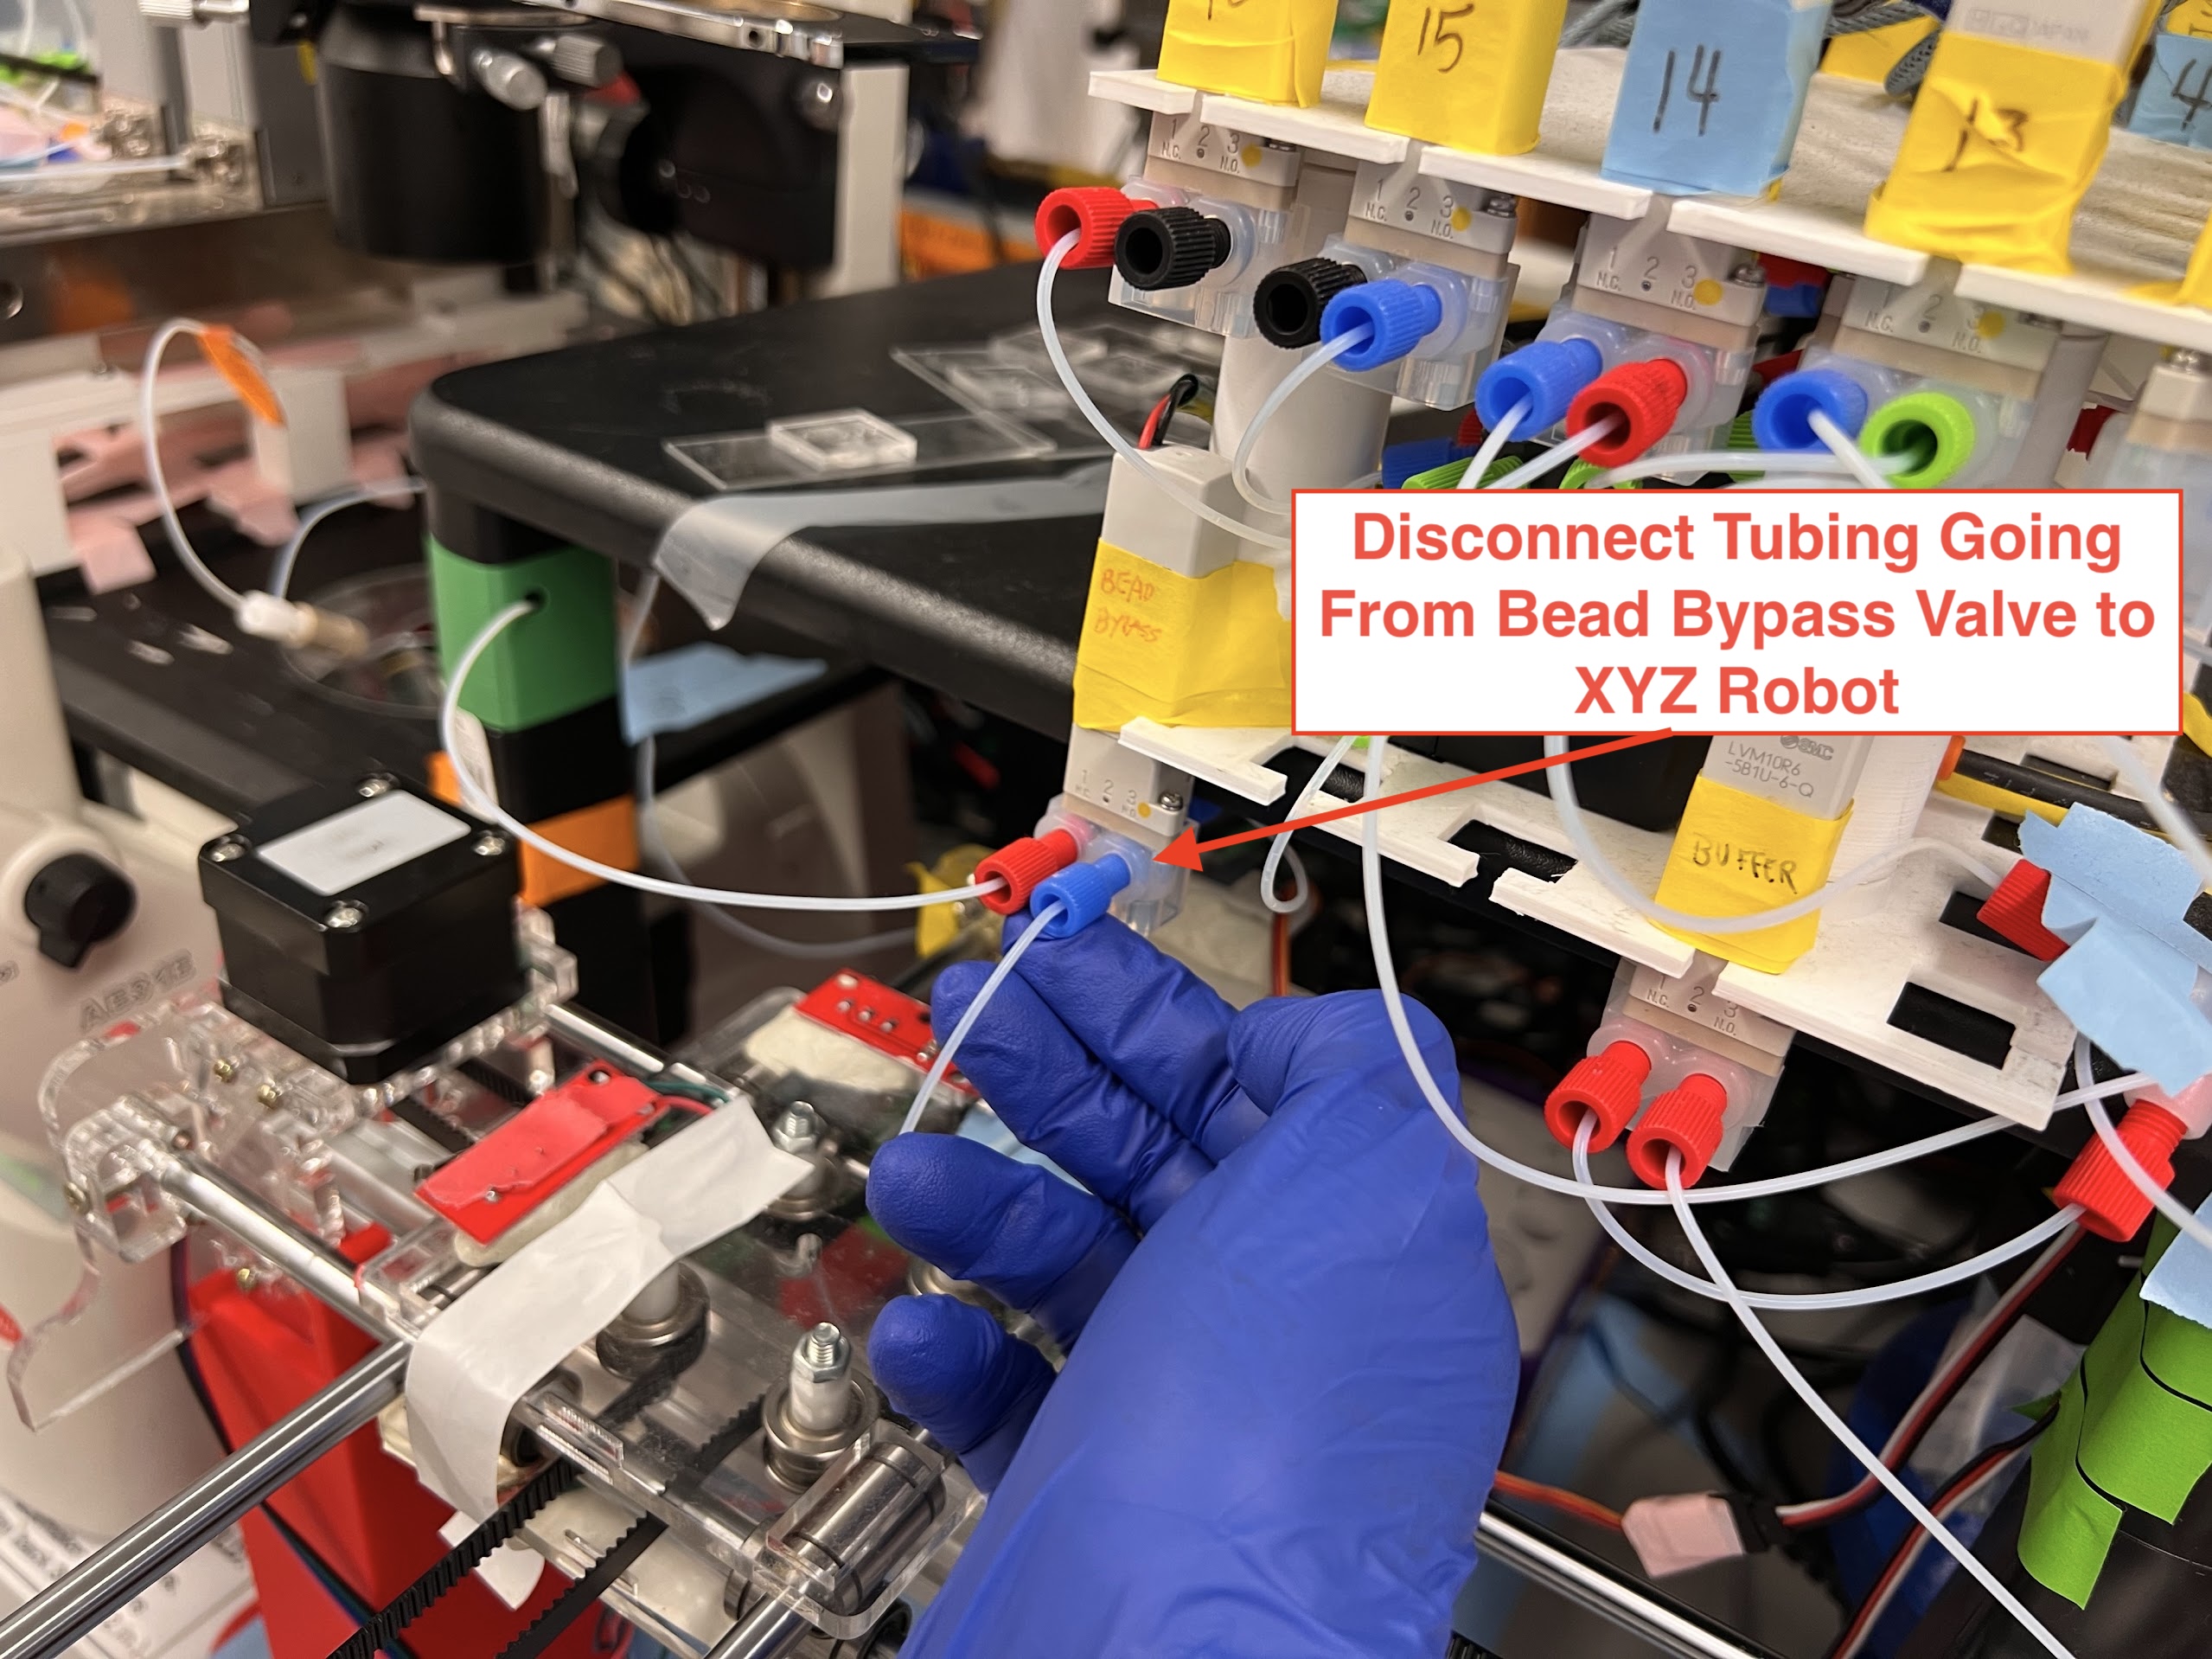 15
14
13
4
1 2 3
N.C. N.O.
1 2 3
N.C. N.O.
1 2 3
N.C. N.O.
2 3
N.C. N.O.
Disconnect Tubing Going
From Bead Bypass Valve to
XYZ Robot
BEAD
BYPASS
1 2 3
N.O.
SMC
LVM10R6
-5B1U-6-Q
BUFFER
1 2 3
N.C. N.O.
AE31E